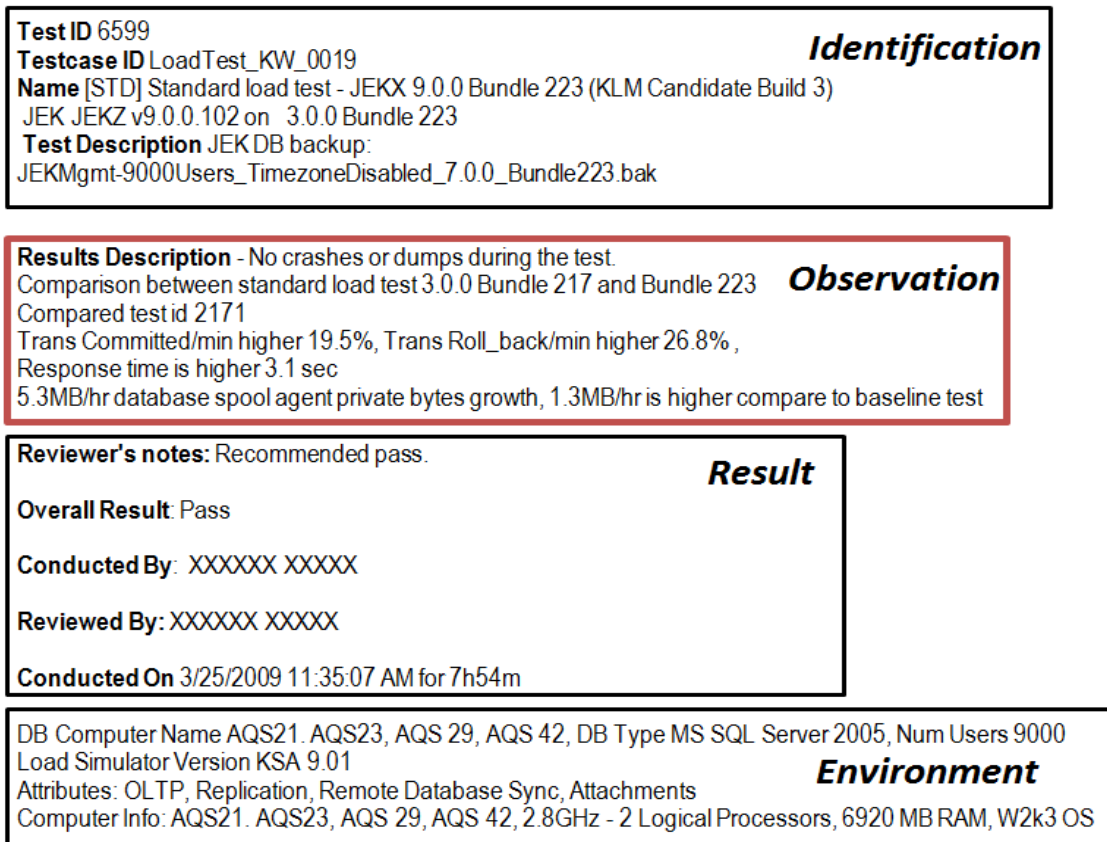 Test ID 6599
Identification
Testcase ID LoadTest_KW_0019
Name [STD] Standard load test - JEKX 9.0.0 Bundle 223 (KLM Candidate Build 3)
JEK JEKZ v9.0.0.102 on 3.0.0 Bundle 223
Test Description JEK DB backup:
JEKMgmt-9000Users_TimezoneDisabled_7.0.0_Bundle223.bak
Results Description - No crashes or dumps during the test.
Observation
Comparison between standard load test 3.0.0 Bundle 217 and Bundle 223
Compared test id 2171
Trans Committed/min higher 19.5%, Trans Roll_back/min higher 26.8% ,
Response time is higher 3.1 sec
5.3MB/hr database spool agent private bytes growth, 1.3MB/hr is higher compare to baseline test
Reviewer's notes: Recommended pass.
Result
Overall Result: Pass
Conducted By: XXXXXX XXXXX
Reviewed By: XXXXXX XXXXX
Conducted On 3/25/2009 11:35:07 AM for 7h54m
DB Computer Name AQS21. AQS23, AQS 29, AQS 42, DB Type MS SQL Server 2005, Num Users 9000
Load Simulator Version KSA 9.01
Environment
Attributes: OLTP, Replication, Remote Database Sync, Attachments
Computer Info: AQS21. AQS23, AQS 29, AQS 42, 2.8GHz - 2 Logical Processors, 6920 MB RAM, W2k3 OS